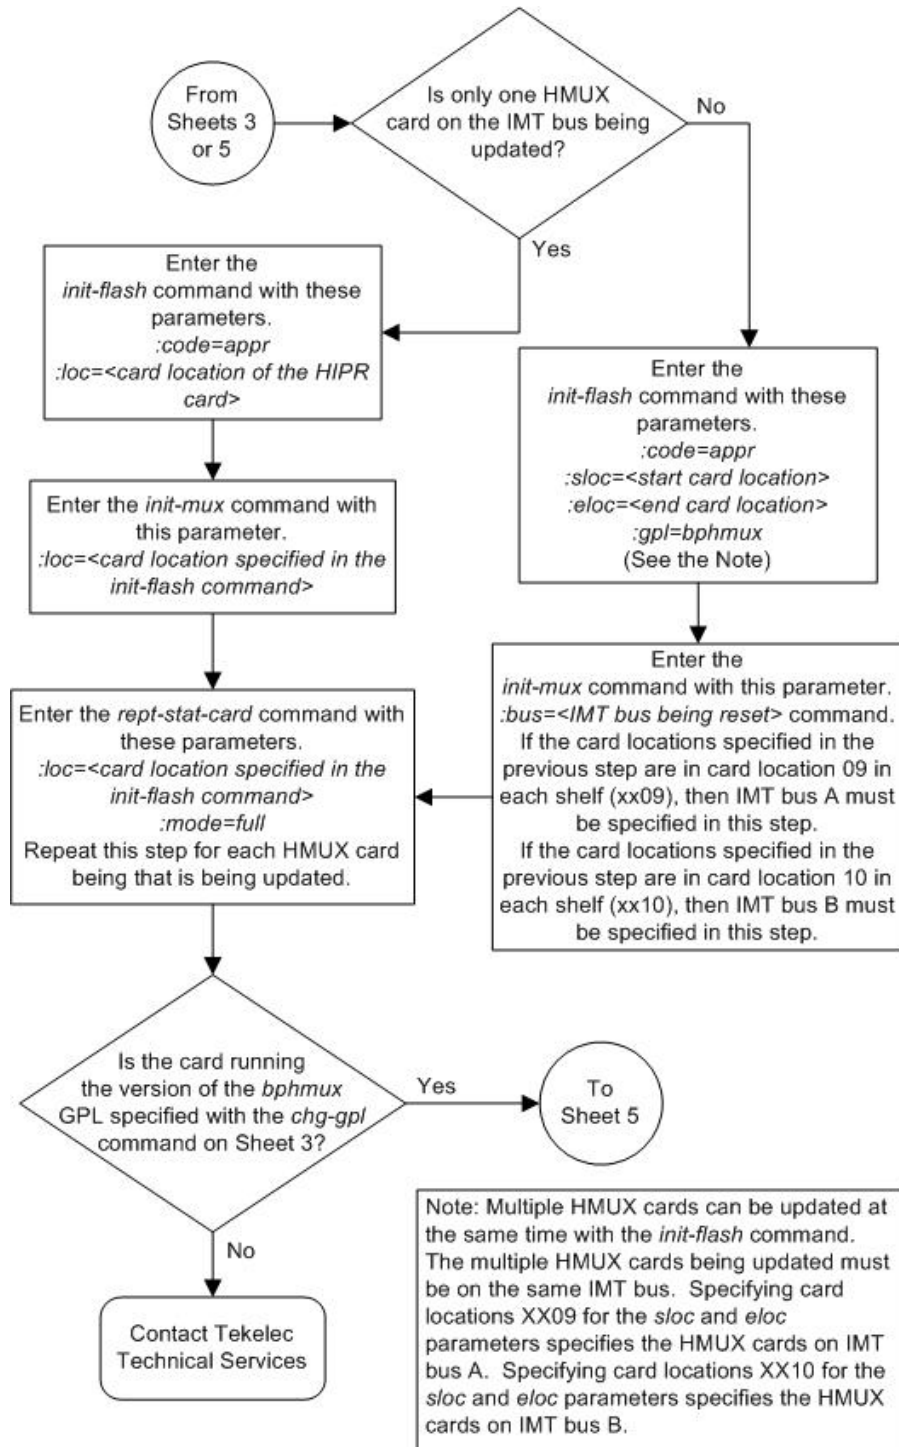 From
Sheets 3
or 5
Is only one HMUX
card on the IMT bus being
updated?
No
Yes
Enter the
init-flash command with these
parameters.
:code=appr
:loc=<card location of the HIPR
card>
Enter the
init-flash command with these
parameters.
:code=appr
:sloc=<start card location>
:eloc=<end card location>
:gpl=bphmux
(See the Note)
Enter the init-mux command with
this parameter.
:loc=<card location specified in the
init-flash command>
Enter the
init-mux command with this parameter.
:bus=<IMT bus being reset> command.
If the card locations specified in the
previous step are in card location 09 in
each shelf (xx09), then IMT bus A must
be specified in this step.
If the card locations specified in the
previous step are in card location 10 in
each shelf (xx10), then IMT bus B must
be specified in this step.
Enter the rept-stat-card command with
these parameters.
:loc=<card location specified in the
init-flash command>
:mode=full
Repeat this step for each HMUX card
being that is being updated.
Is the card running
the version of the bphmux
GPL specified with the chg-gpl
command on Sheet 3?
Yes
To
Sheet 5
No
Contact Tekelec
Technical Services
Note: Multiple HMUX cards can be updated at
the same time with the init-flash command.
The multiple HMUX cards being updated must
be on the same IMT bus. Specifying card
locations XX09 for the sloc and eloc
parameters specifies the HMUX cards on IMT
bus A. Specifying card locations XX10 for the
sloc and eloc parameters specifies the HMUX
cards on IMT bus B.